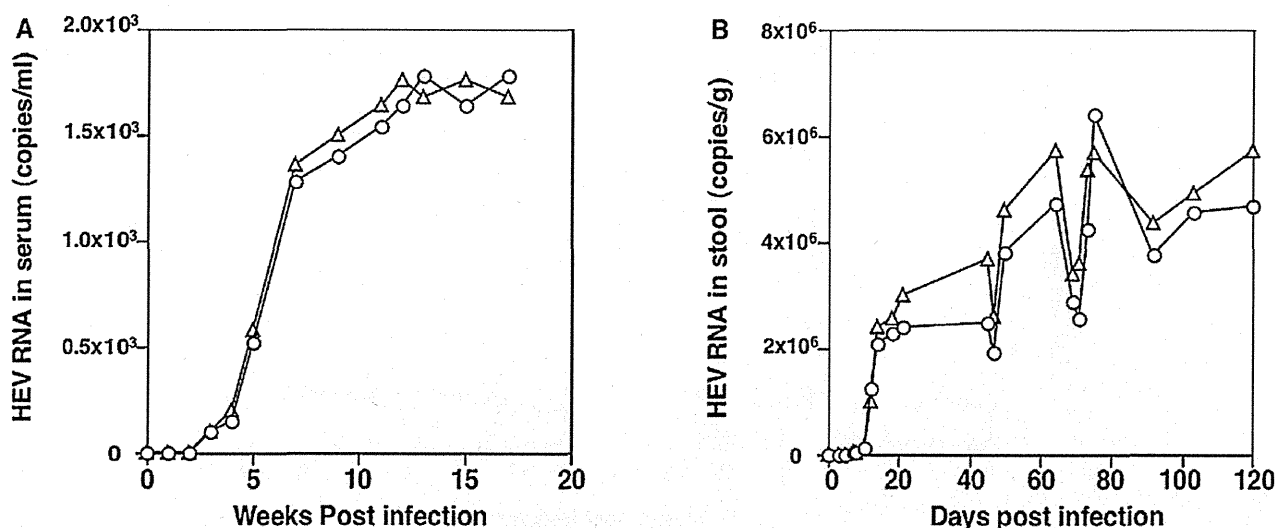 A
HEV RNA in serum (copies/ml)
2.0x10³
1.5x10³
1.0x10³
0.5x10³
0
0 5 10 15 20
Weeks Post infection
B
HEV RNA in stool (copies/g)
8x10⁶
6x10⁶
4x10⁶
2x10⁶
0
0 20 40 60 80 100 120
Days post infection